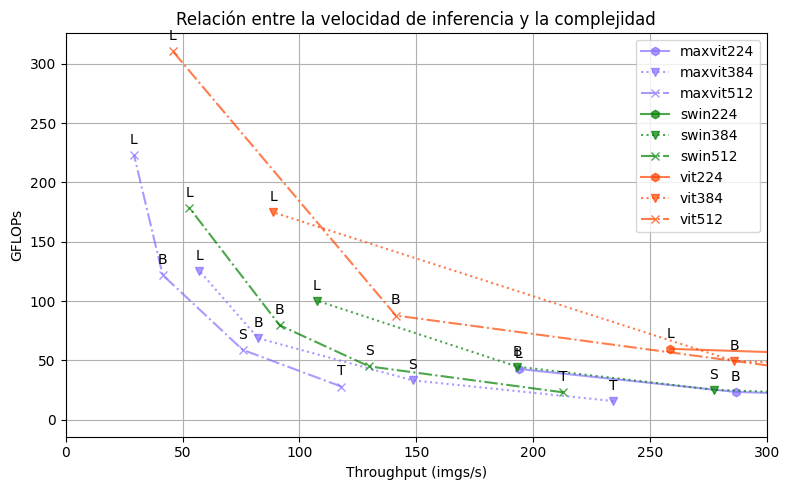 Relación entre la velocidad de inferencia y la complejidad
L
maxvit224
maxvit384
maxvit512
swin224
swin384
swin512
vit224
vit384
vit512
300
250
200
150
100
50
0
GFLOPs
L
L
L
B
L
L
B
B
B
S
S
T
S
T
B
L
T
L
S
B
B
T
0
50
100
150
200
250
300
Throughput (imgs/s)